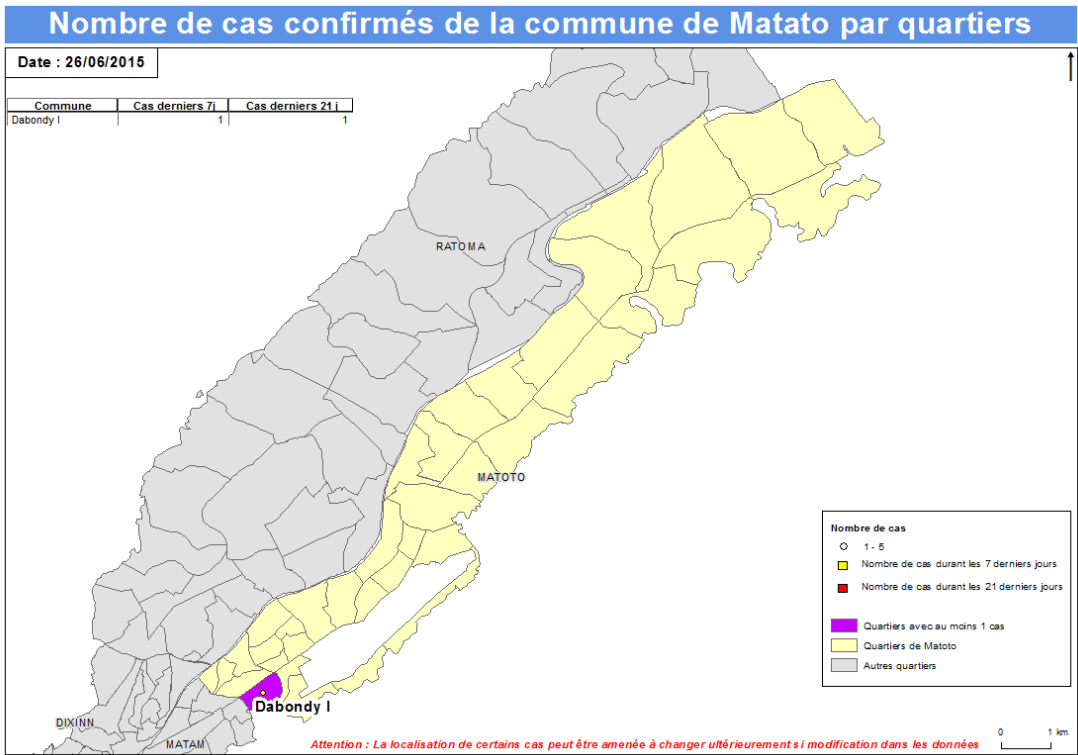 Nombre de cas confirmés de la commune de Matato par quartiers
Date : 26/06/2015
Commune Cas derniers 7j Cas derniers 21 j
Dabondy I 1 1
RATOMA
MATOTO
Nombre de cas
1 - 5
Nombre de cas durant les 7 derniers jours
Nombre de cas durant les 21 derniers jours
Quartiers avec au moins 1 cas
Quartiers de Matoto
Autres quartiers
Dabondy I
DIXINN
MATAM
Attention : La localisation de certains cas peut être amenée à changer ultérieurement si modification dans les données
0 1 km